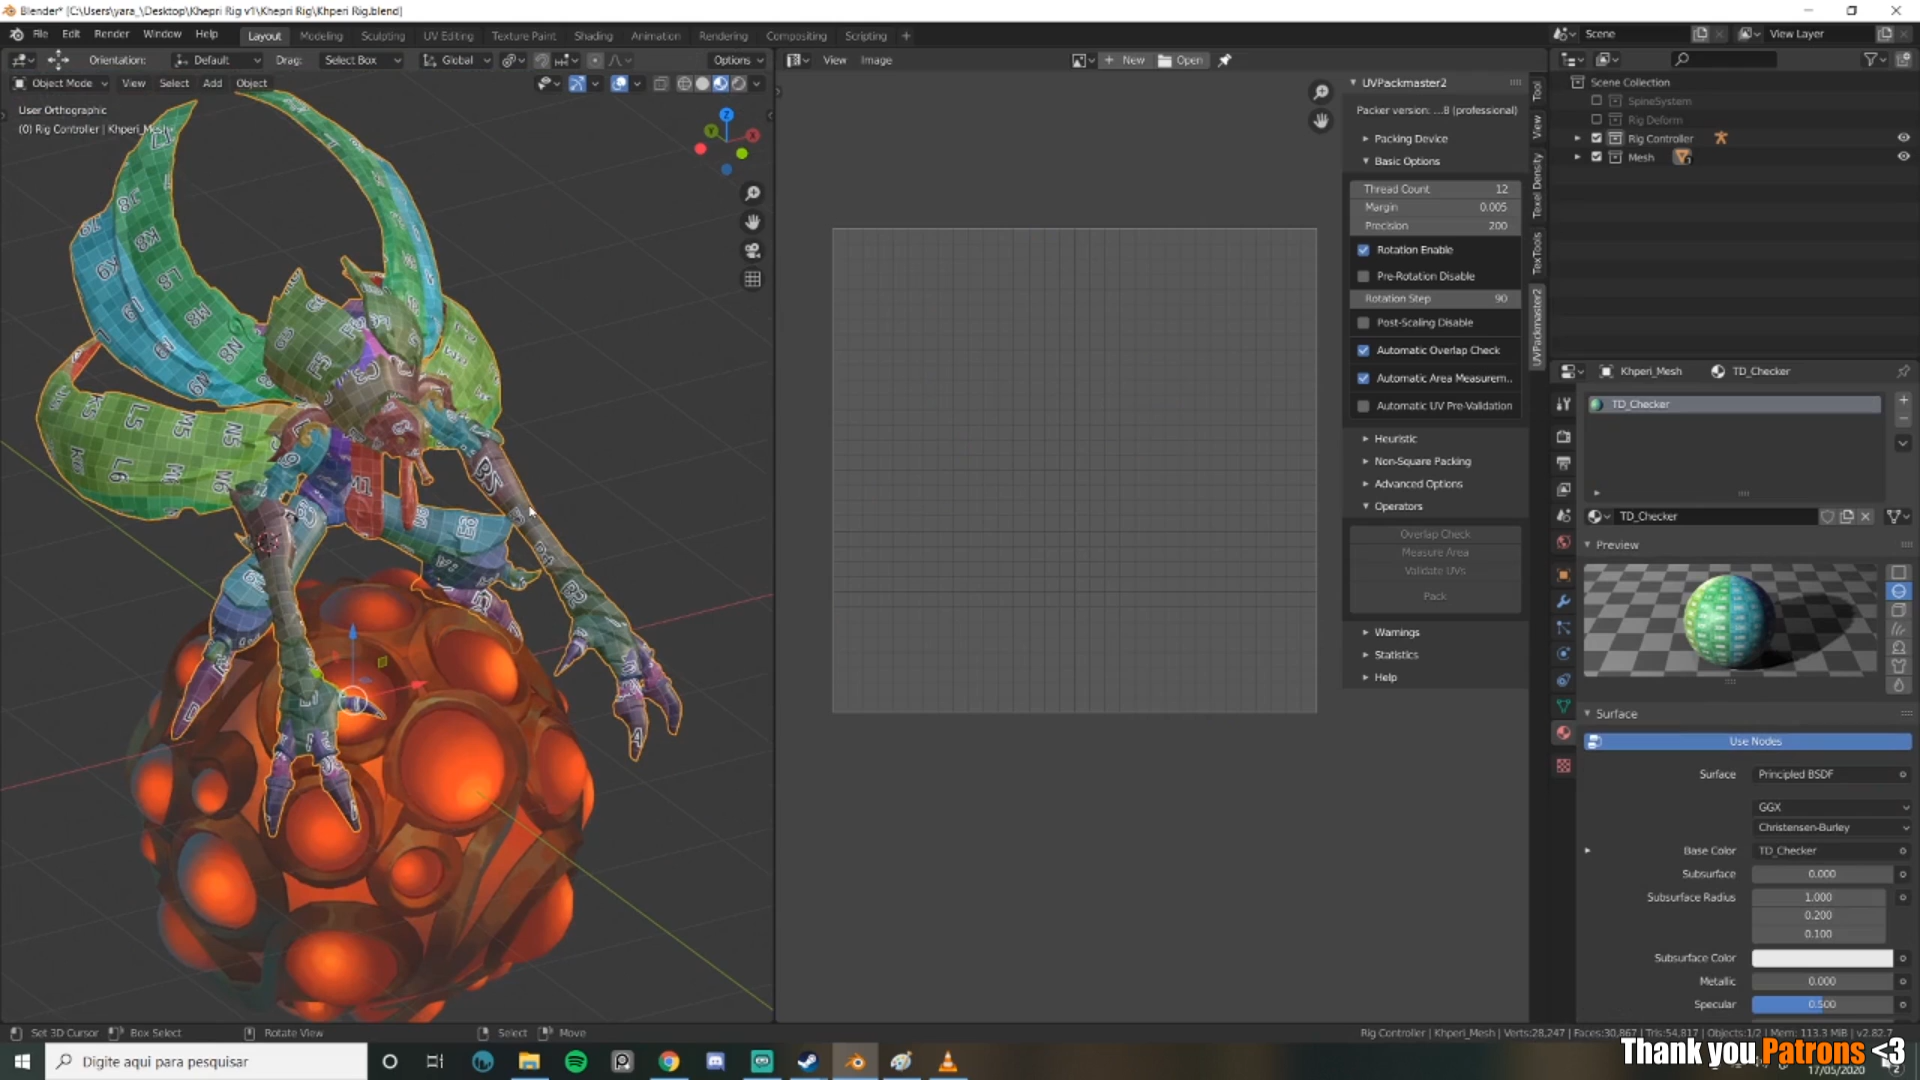 Blender* [C:\Users\yara_\Desktop\Khepri Rig v1\Khepri Rig\Khperi Rig.blend]
File Edit Render Window Help Layout Modeling Sculpting UV Editing Texture Paint Shading Animation Rendering Compositing Scripting + Scene View Layer
Orientation: Default Drag: Select Box Global Options View Image New Open
Object Mode View Select Add Object
User Orthographic
(0) Rig Controller | Khperi_Mesh
UVPackmaster2
Packer version: ...8 (professional)
Packing Device
Basic Options
Thread Count 12
Margin 0.005
Precision 200
Rotation Enable
Pre-Rotation Disable
Rotation Step 90
Post-Scaling Disable
Automatic Overlap Check
Automatic Area Measurem..
Automatic UV Pre-Validation
Heuristic
Non-Square Packing
Advanced Options
Operators
Overlap Check
Measure Area
Validate UVs
Pack
Warnings
Statistics
Help
Tool
View
Texel Density
TexTools
UVPackmaster2
Scene Collection
SpineSystem
Rig Deform
Rig Controller
Mesh
Khperi_Mesh TD_Checker
TD_Checker
TD_Checker
Preview
Surface
Use Nodes
Surface Principled BSDF
GGX
Christensen-Burley
Base Color TD_Checker
Subsurface 0.000
Subsurface Radius 1.000
0.200
0.100
Subsurface Color
Metallic 0.000
Specular 0.500
Set 3D Cursor Box Select Rotate View Select Move
Rig Controller | Khperi_Mesh | Verts:28,247 | Faces:30,867 | Tris:54,817 | Objects:1/2 | Mem: 113.3 MiB | v2.82.7
Digite aqui para pesquisar
Thank you Patrons <3
17/05/2020